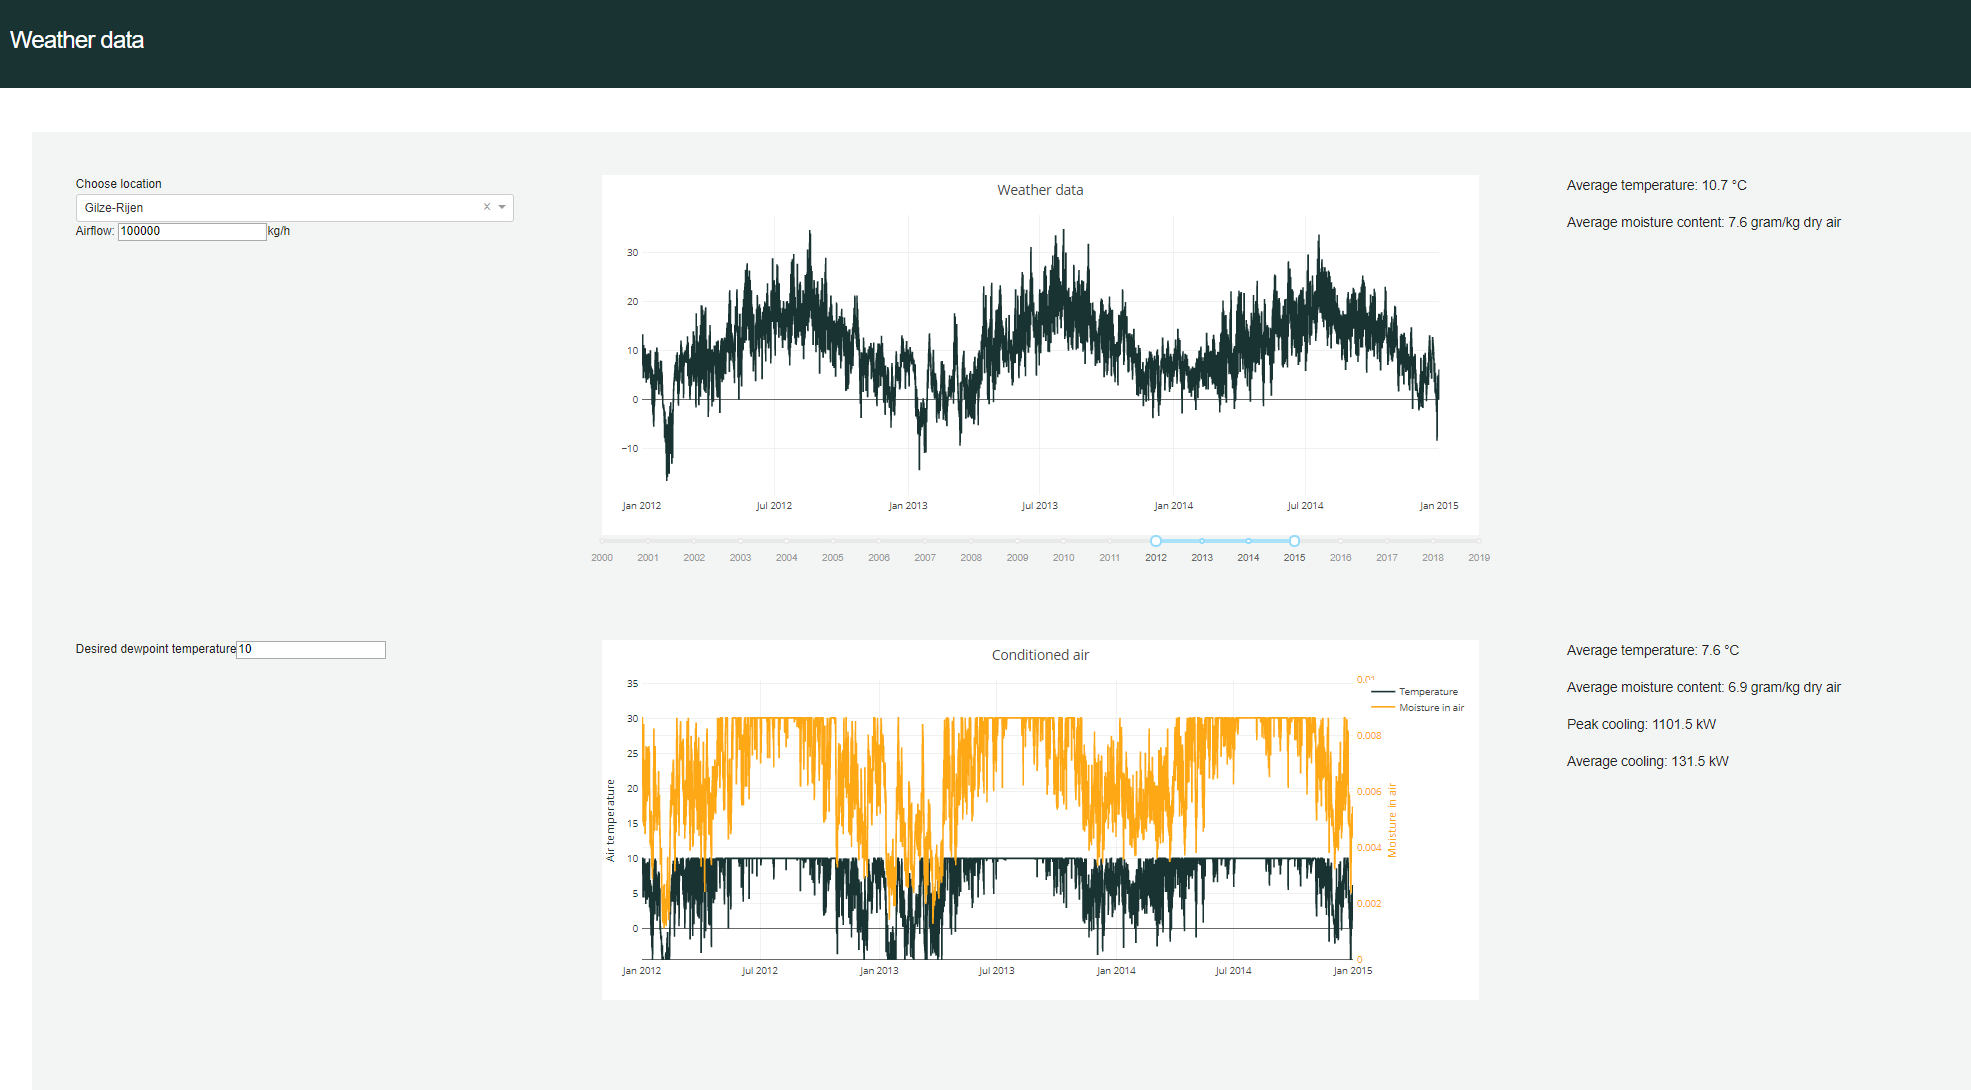 Weather data
Choose location
Gilze-Rijen × 
Airflow: 100000 kg/h
Weather data
30
20
10
0
−10
Jan 2012 Jul 2012 Jan 2013 Jul 2013 Jan 2014 Jul 2014 Jan 2015
2000 2001 2002 2003 2004 2005 2006 2007 2008 2009 2010 2011 2012 2013 2014 2015 2016 2017 2018 2019
Average temperature: 10.7 °C
Average moisture content: 7.6 gram/kg dry air
Desired dewpoint temperature 10
Conditioned air
Air temperature
35
30
25
20
15
10
5
0
Jan 2012 Jul 2012 Jan 2013 Jul 2013 Jan 2014 Jul 2014 Jan 2015
0.01
0.008
0.006
0.004
0.002
0
Moisture in air
Temperature
Moisture in air
Average temperature: 7.6 °C
Average moisture content: 6.9 gram/kg dry air
Peak cooling: 1101.5 kW
Average cooling: 131.5 kW